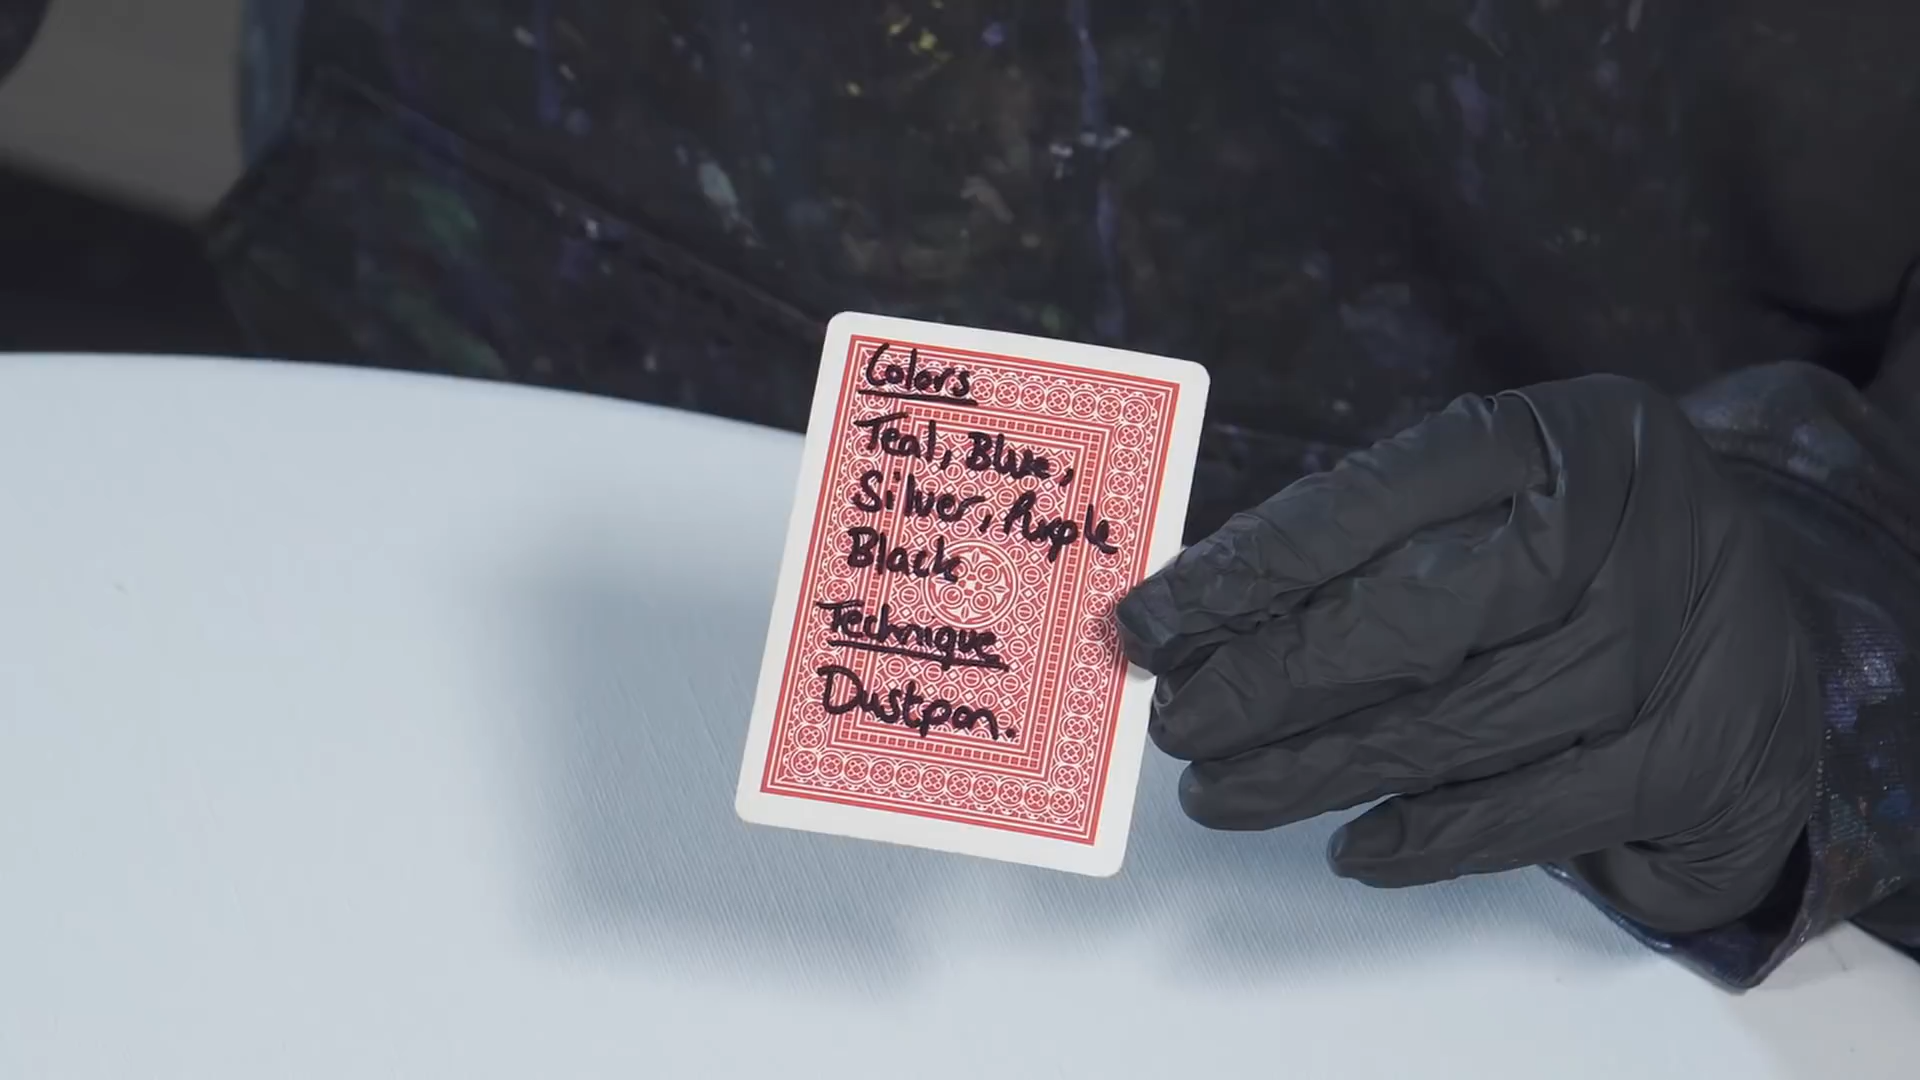 Colors
Teal, Blue,
Silver, Purple
Black
Technique
Dustpan.